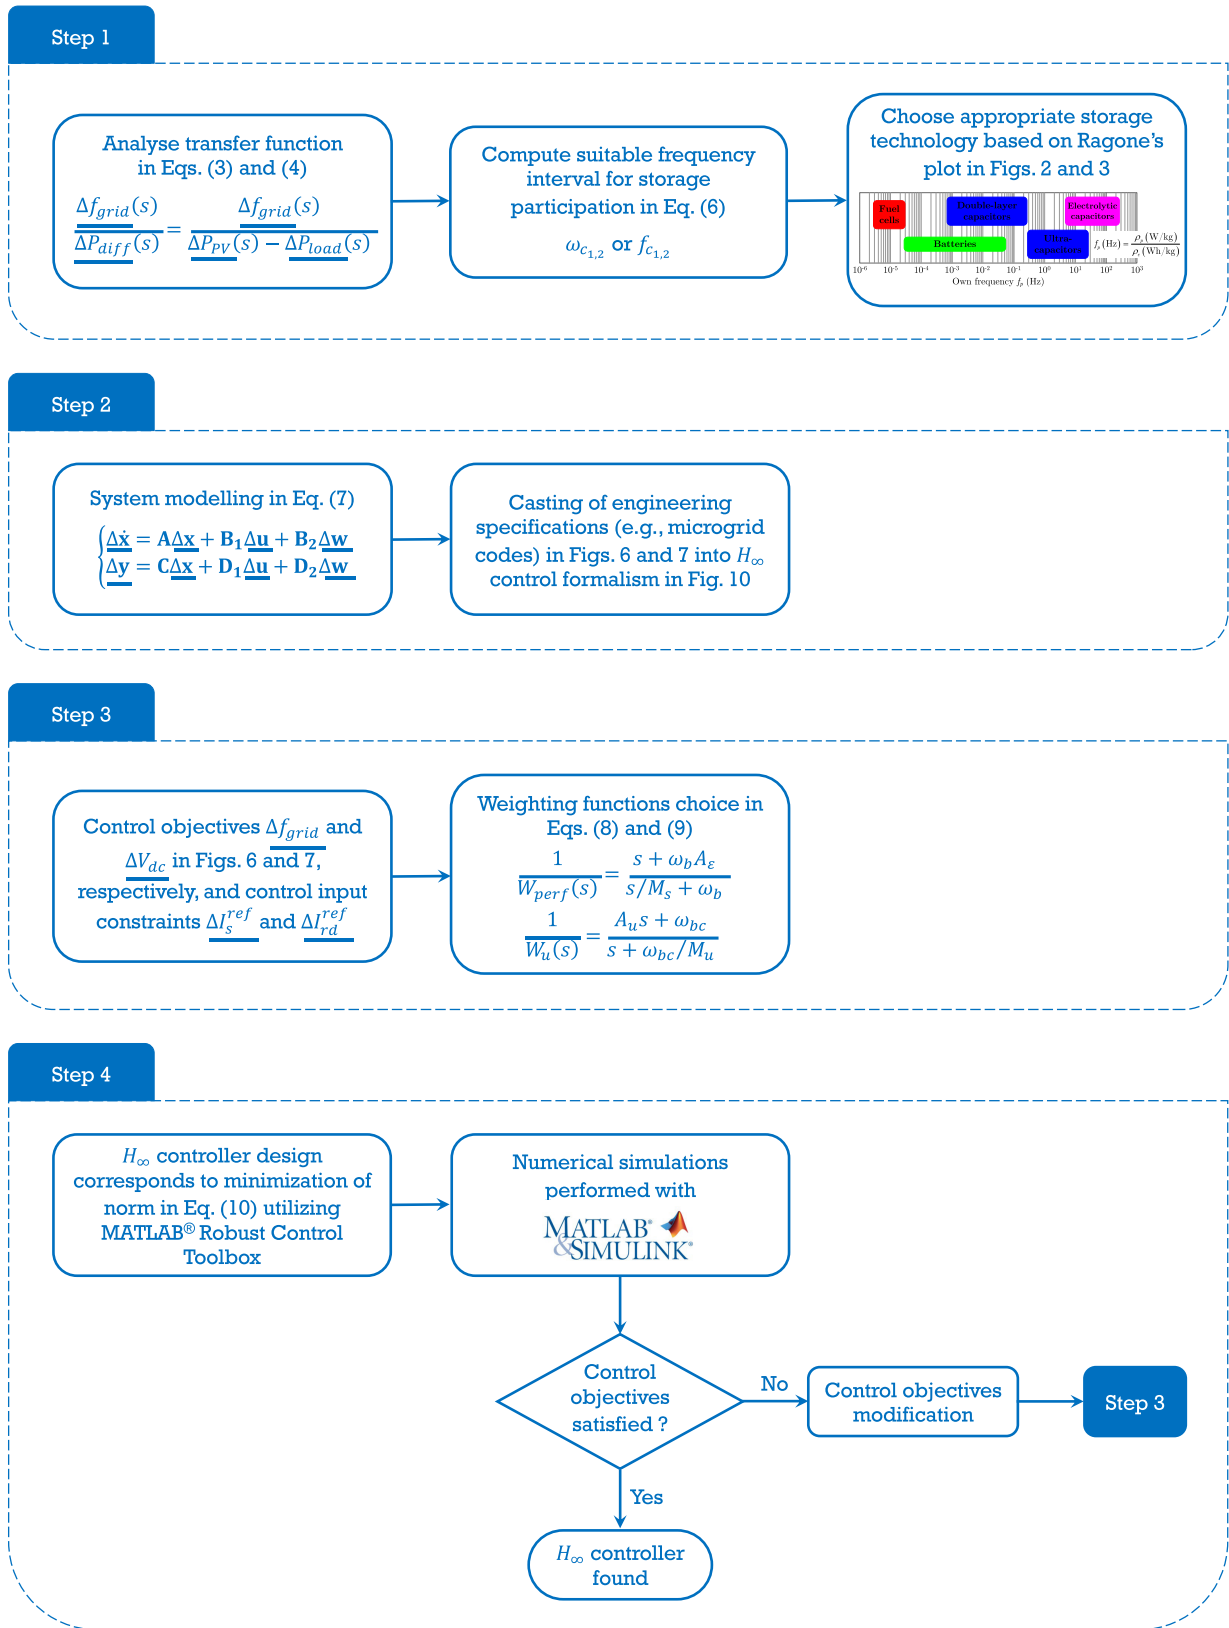 Step 1
Analyse transfer function
in Eqs. (3) and (4)
Δf_grid(s) / ΔP_diff(s) = Δf_grid(s) / (ΔP_PV(s) − ΔP_load(s))
Compute suitable frequency
interval for storage
participation in Eq. (6)
ω_c1,2 or f_c1,2
Choose appropriate storage
technology based on Ragone's
plot in Figs. 2 and 3
Fuel
cells
Double-layer
capacitors
Electrolytic
capacitors
Batteries
Ultra-
capacitors
f_p (Hz) = ρ_p (W/kg) / ρ_e (Wh/kg)
10^-6 10^-5 10^-4 10^-3 10^-2 10^-1 10^0 10^1 10^2 10^3
Own frequency f_p (Hz)
Step 2
System modelling in Eq. (7)
Δẋ = AΔx + B₁Δu + B₂Δw
Δy = CΔx + D₁Δu + D₂Δw
Casting of engineering
specifications (e.g., microgrid
codes) in Figs. 6 and 7 into H∞
control formalism in Fig. 10
Step 3
Control objectives Δf_grid and
ΔV_dc in Figs. 6 and 7,
respectively, and control input
constraints ΔI_s^ref and ΔI_rd^ref
Weighting functions choice in
Eqs. (8) and (9)
1 / W_perf(s) = (s + ω_b A_ε) / (s/M_s + ω_b)
1 / W_u(s) = (A_u s + ω_bc) / (s + ω_bc/M_u)
Step 4
H∞ controller design
corresponds to minimization of
norm in Eq. (10) utilizing
MATLAB® Robust Control
Toolbox
Numerical simulations
performed with
MATLAB®
&SIMULINK®
Control
objectives
satisfied ?
No
Control objectives
modification
Step 3
Yes
H∞ controller
found